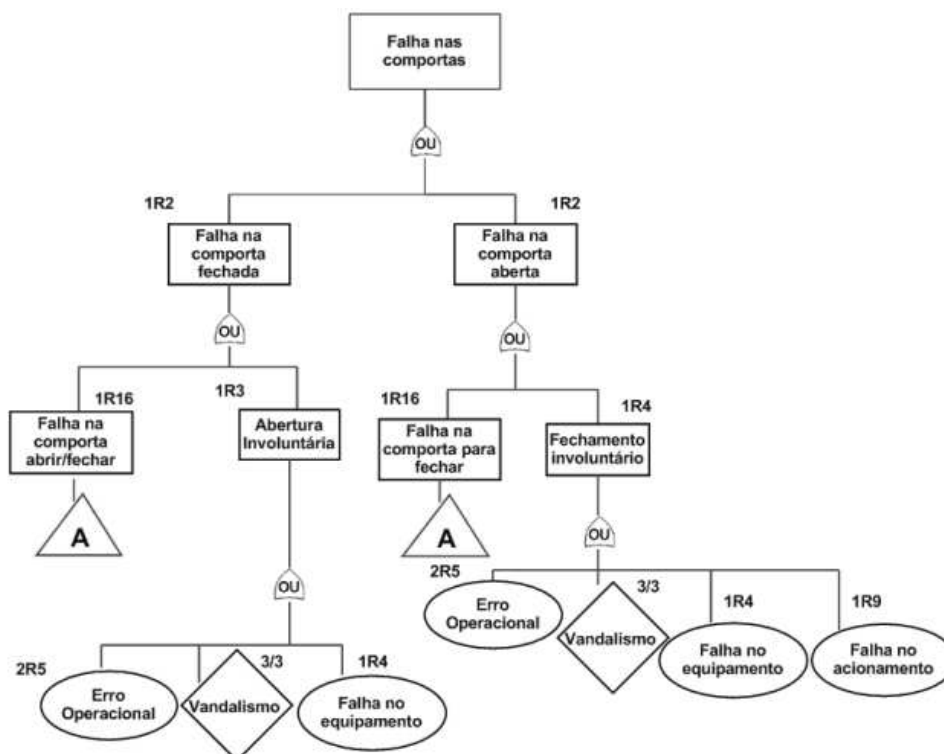 Falha nas
comportas
OU
1R2
1R2
Falha na
comporta
fechada
Falha na
comporta
aberta
OU
OU
1R16
1R3
1R16
1R4
Falha na
comporta
abrir/fechar
Abertura
Involuntária
Falha na
comporta para
fechar
Fechamento
involuntário
A
A
OU
OU
2R5
3/3
1R4
1R9
Erro
Operacional
Vandalismo
Falha no
equipamento
Falha no
acionamento
2R5
3/3
1R4
Erro
Operacional
Vandalismo
Falha no
equipamento